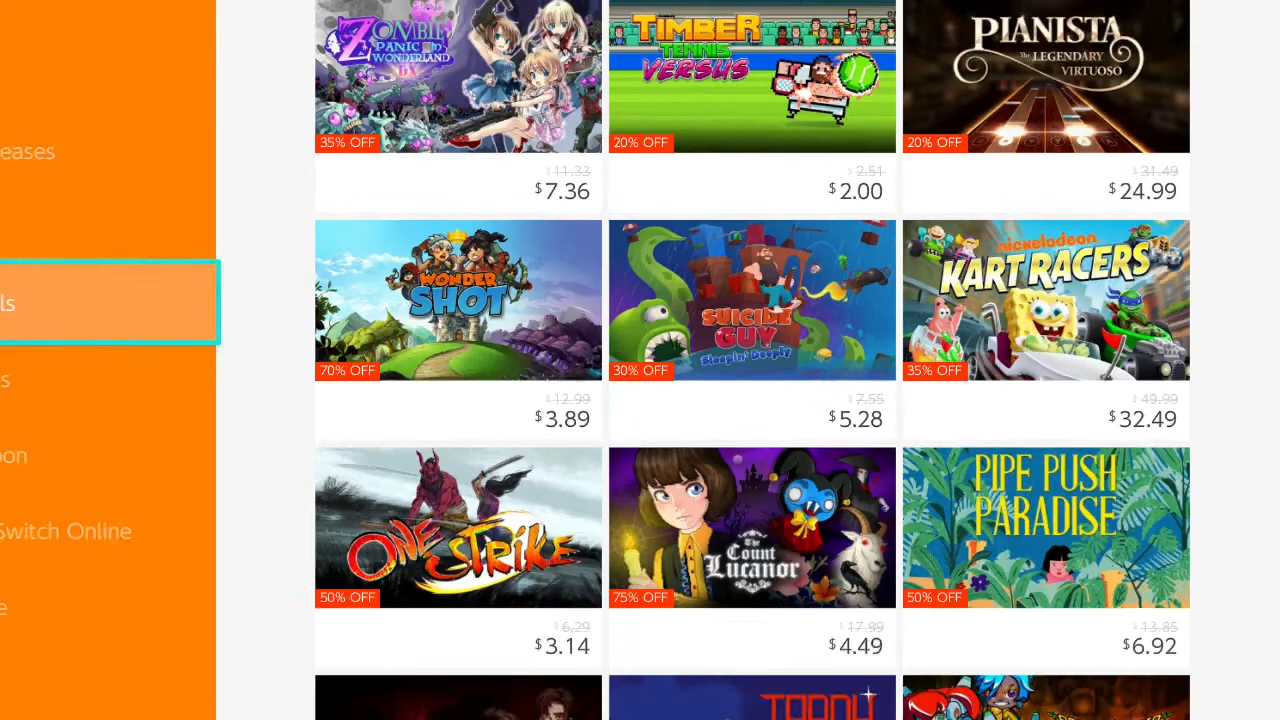 ZOMBIE
PANIC IN
WONDERLAND
DX
35% OFF
$11.33
$7.36
TIMBER
TENNIS
VERSUS
20% OFF
$2.51
$2.00
PIANISTA
The LEGENDARY
VIRTUOSO
20% OFF
$31.49
$24.99
eases
ls
s
oon
Switch Online
e
WONDER
SHOT
70% OFF
$12.99
$3.89
SUICIDE
GUY
Sleepin' Deeply
30% OFF
$7.55
$5.28
nickelodeon
KART RACERS
35% OFF
$49.99
$32.49
ONE STRIKE
50% OFF
$6.29
$3.14
The
Count
Lucanor
75% OFF
$17.99
$4.49
PIPE PUSH
PARADISE
50% OFF
$13.85
$6.92